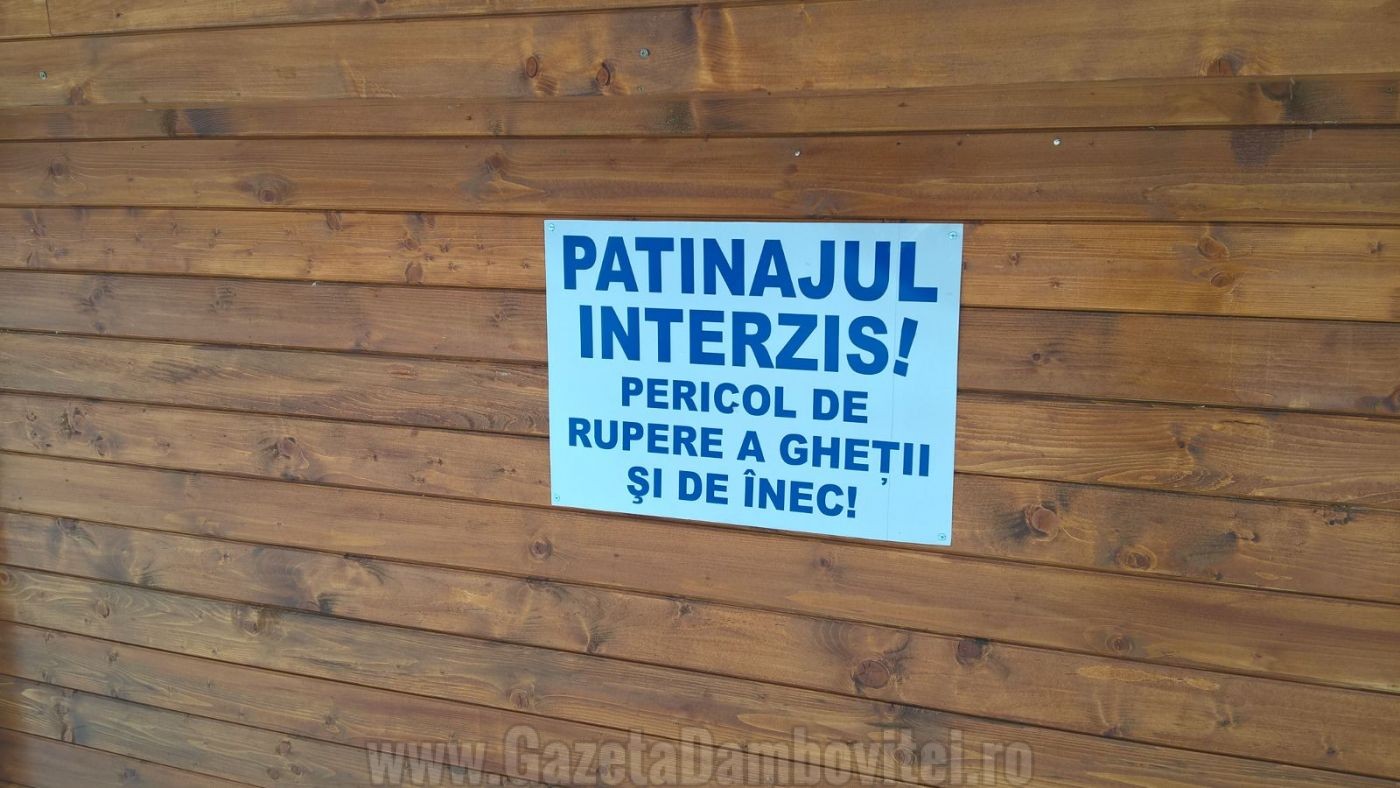 PATINAJUL
INTERZIS!
PERICOL DE
RUPERE A GHEȚII
ŞI DE ÎNEC!
www.GazetaDambovitei.ro